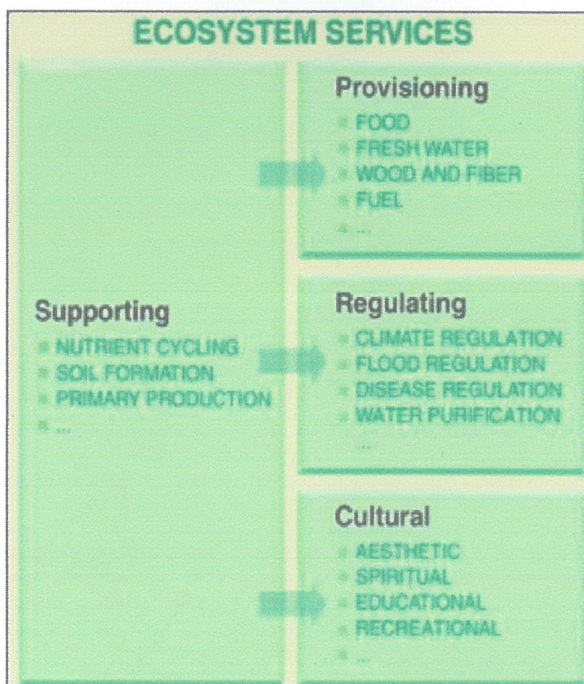 ECOSYSTEM SERVICES
Supporting
NUTRIENT CYCLING
SOIL FORMATION
PRIMARY PRODUCTION
...
Provisioning
FOOD
FRESH WATER
WOOD AND FIBER
FUEL
...
Regulating
CLIMATE REGULATION
FLOOD REGULATION
DISEASE REGULATION
WATER PURIFICATION
...
Cultural
AESTHETIC
SPIRITUAL
EDUCATIONAL
RECREATIONAL
...